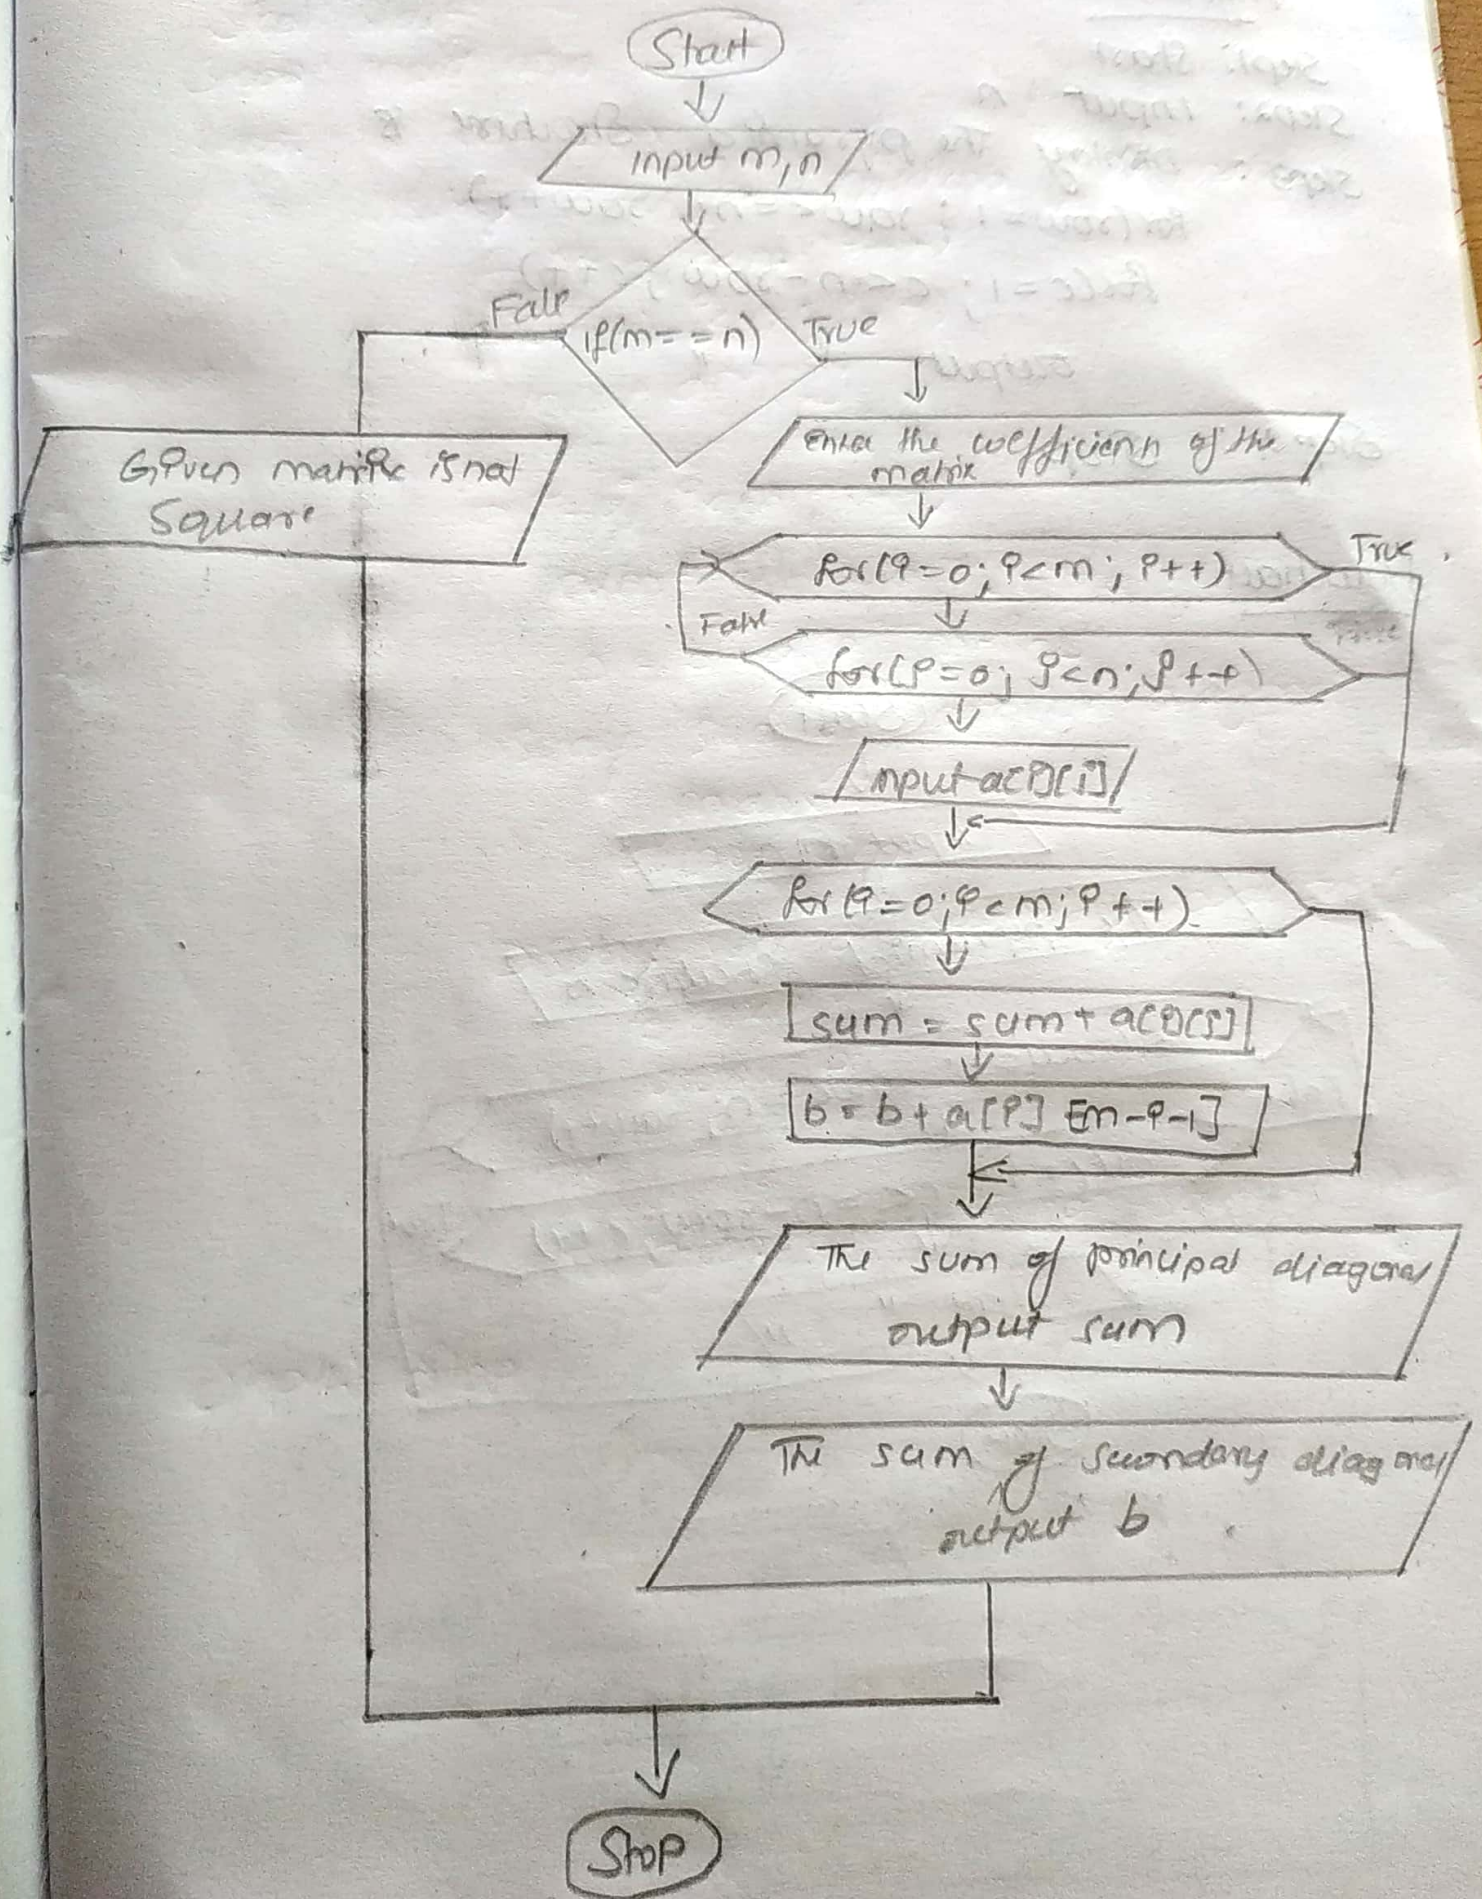 Start
input m,n
False
if(m==n)
True
Given matrix is not
Square
enter the coefficient of the
matrix
for(i=0; i<m; i++)
True
False
for(j=0; j<n; j++)
True
input a[i][j]
for(i=0; i<m; i++)
sum = sum + a[i][j]
b = b + a[i] [n-i-1]
The sum of principal diagonal
output sum
The sum of secondary diagonal
output b
Stop